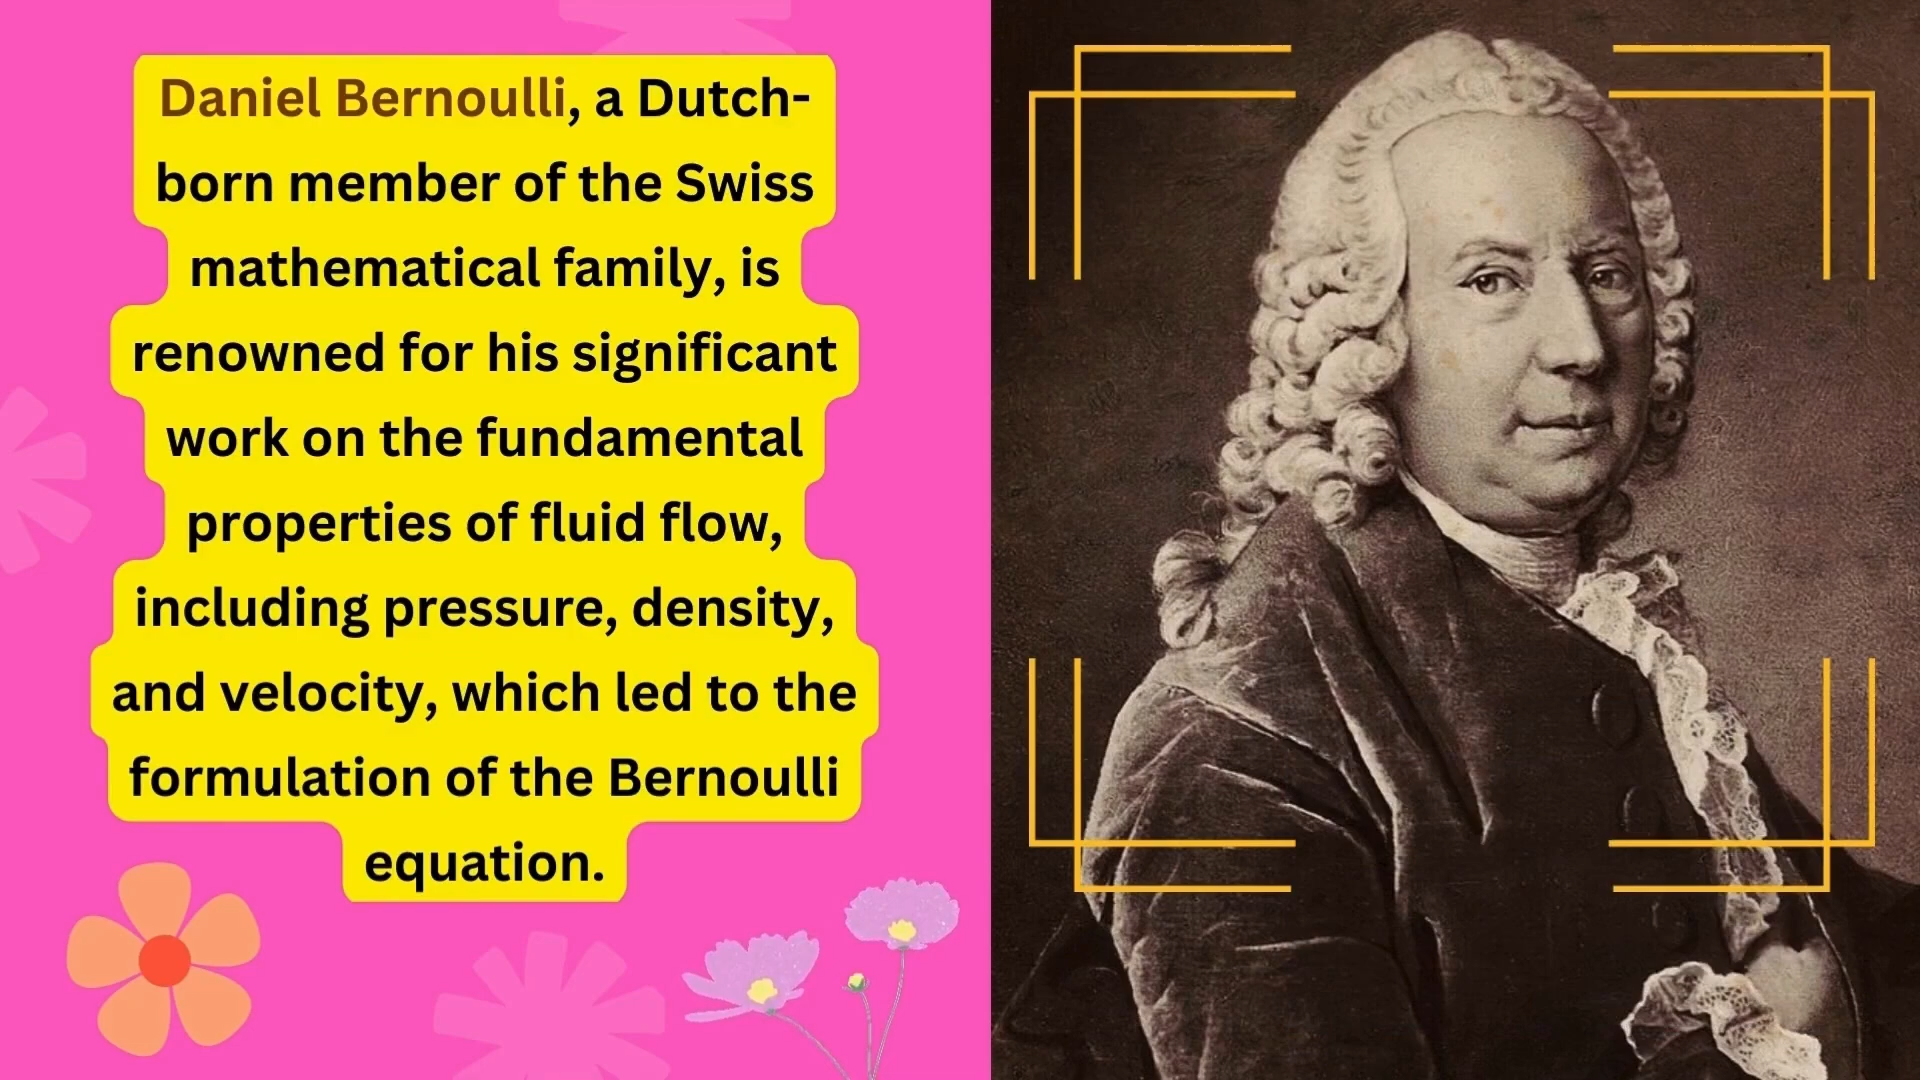 Daniel Bernoulli, a Dutch-
born member of the Swiss
mathematical family, is
renowned for his significant
work on the fundamental
properties of fluid flow,
including pressure, density,
and velocity, which led to the
formulation of the Bernoulli
equation.